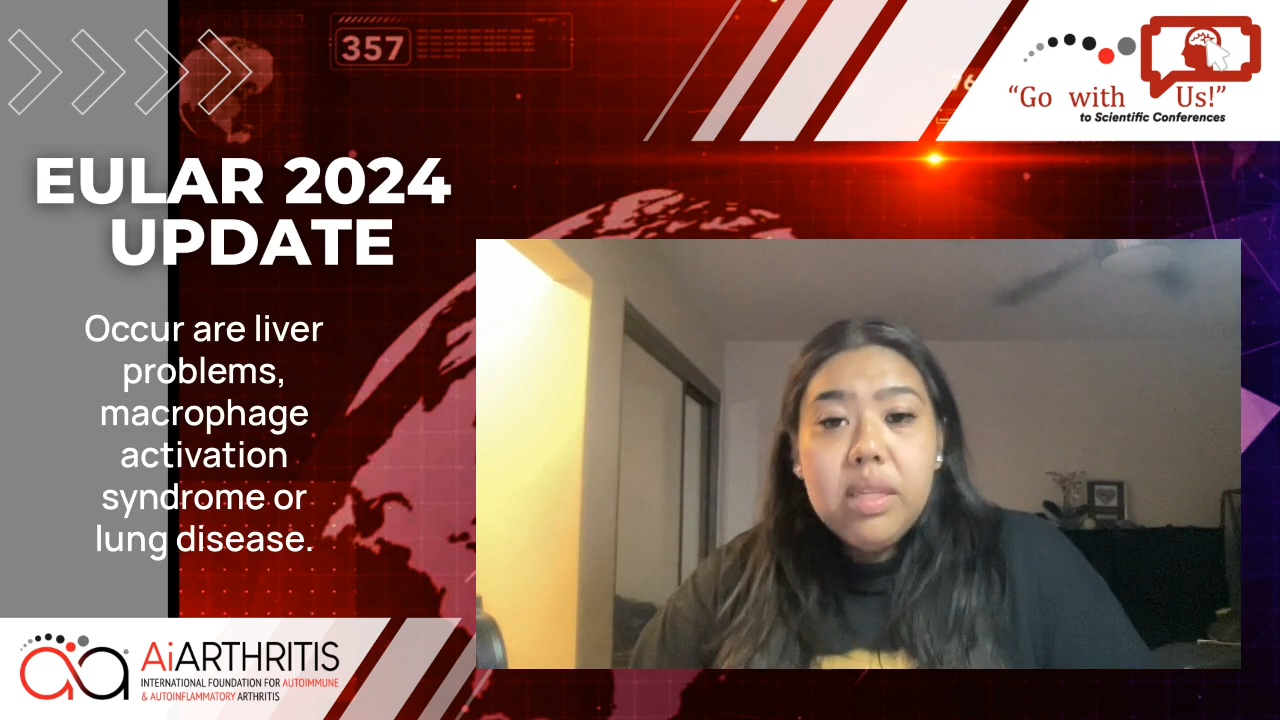 357
76
“Go with Us!”
to Scientific Conferences
EULAR 2024
UPDATE
Occur are liver
problems,
macrophage
activation
syndrome or
lung disease.
AiARTHRITIS
INTERNATIONAL FOUNDATION FOR AUTOIMMUNE
& AUTOINFLAMMATORY ARTHRITIS